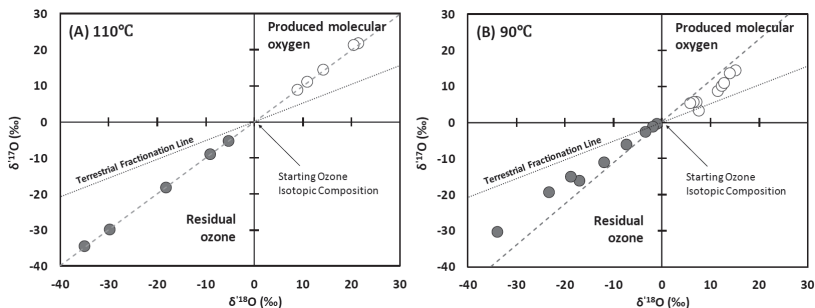 (A) 110℃
Produced molecular
oxygen
Terrestrial Fractionation Line
Starting Ozone
Isotopic Composition
Residual
ozone
δ'17O (‰)
30
20
10
0
-10
-20
-30
-40
-40 -30 -20 -10 0 10 20 30
δ'18O (‰)
(B) 90℃
Produced molecular
oxygen
Terrestrial Fractionation Line
Starting Ozone
Isotopic Composition
Residual
ozone
δ'17O (‰)
30
20
10
0
-10
-20
-30
-40
-40 -30 -20 -10 0 10 20 30
δ'18O (‰)